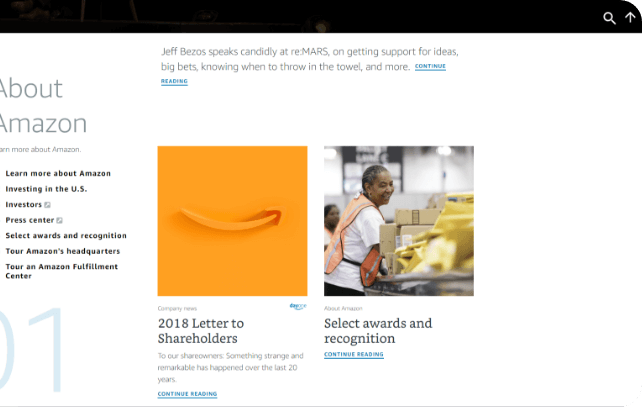 Jeff Bezos speaks candidly at re:MARS, on getting support for ideas,
big bets, knowing when to throw in the towel, and more. CONTINUE
READING
About
Amazon
arn more about Amazon.
Learn more about Amazon
Investing in the U.S.
Investors
Press center
Select awards and recognition
Tour Amazon's headquarters
Tour an Amazon Fulfillment
Center
01
Company news
dayone
2018 Letter to
Shareholders
To our shareowners: Something strange and
remarkable has happened over the last 20
years.
CONTINUE READING
About Amazon
Select awards and
recognition
CONTINUE READING